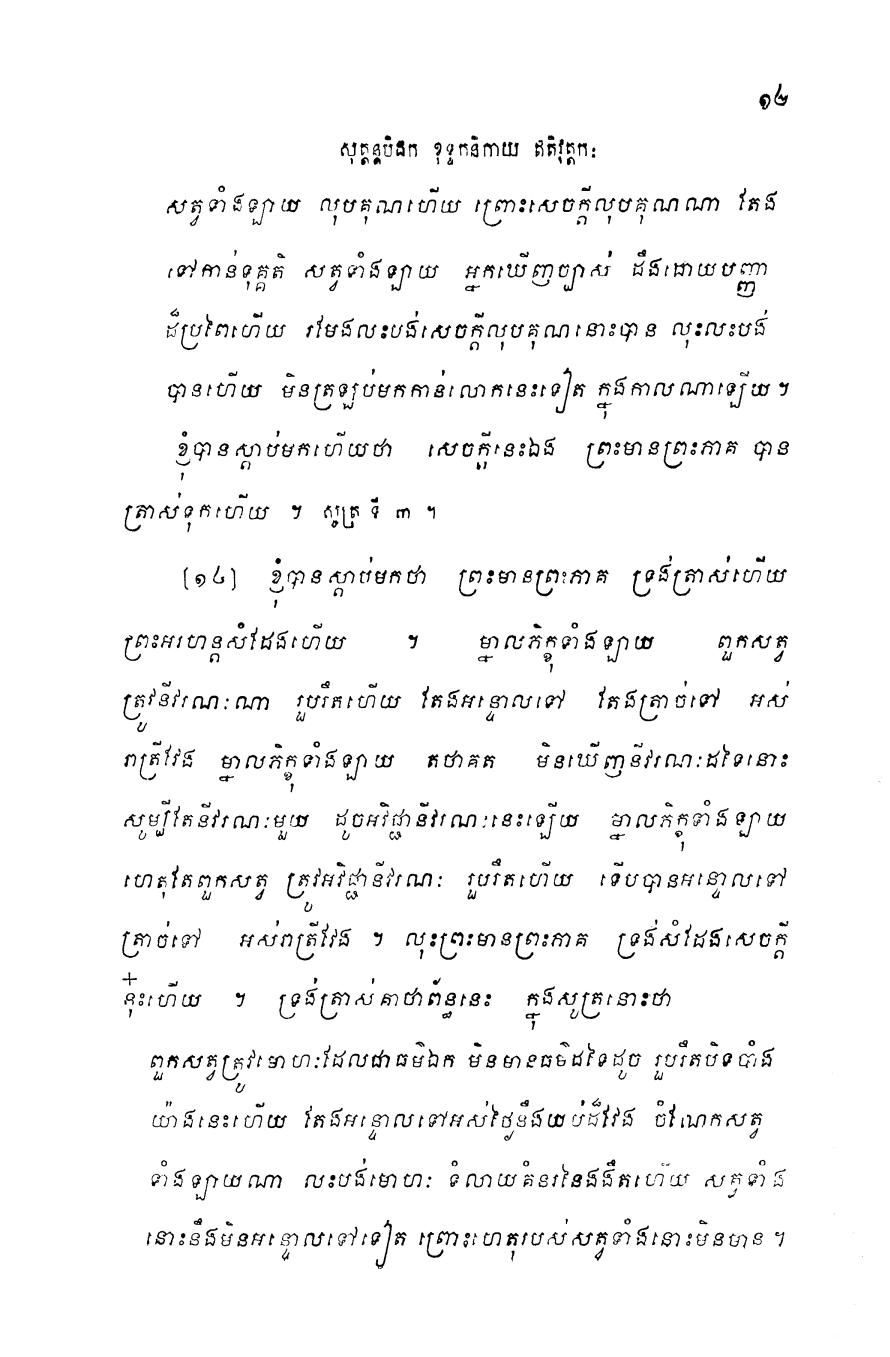 ១២
សុត្តន្តបិដក ខុទ្ទកនិកាយ ឥតិវុត្តកៈ
សត្វទាំងឡាយ លុបគុណហើយ ព្រោះសេចក្តីលុបគុណណា តែង
ទៅកាន់ទុគ្គតិ សត្វទាំងឡាយ អ្នកឃើញច្បាស់ ដឹងដោយបញ្ញា
ដ៏ប្រពៃហើយ រមែងលះបង់សេចក្តីលុបគុណនោះបាន លុះលះបង់
បានហើយ មិនត្រឡប់មកកាន់លោកនេះទៀត ក្នុងកាលណាឡើយ។
ខ្ញុំបានស្តាប់មកហើយថា សេចក្តីនេះឯង ព្រះមានព្រះភាគ បាន
ត្រាស់ទុកហើយ ។ សូត្រ ទី ៣ ។
[១៤] ខ្ញុំបានស្តាប់មកថា ព្រះមានព្រះភាគ ទ្រង់ត្រាស់ហើយ
ព្រះអរហន្តសំដែងហើយ ។ ម្នាលភិក្ខុទាំងឡាយ ពួកសត្វ
ត្រូវនីវរណៈណា រួបរឹតហើយ តែងអន្ទោលទៅ តែងត្រាច់ទៅ អស់
រាត្រីវែង ម្នាលភិក្ខុទាំងឡាយ តថាគត មិនឃើញនីវរណៈដទៃនោះ
សូម្បីតែនីវរណៈមួយ ដូចអវិជ្ជានីវរណៈនេះឡើយ ម្នាលភិក្ខុទាំងឡាយ
ហេតុតែពួកសត្វ ត្រូវអវិជ្ជានីវរណៈ រួបរឹតហើយ ទើបបានអន្ទោលទៅ
ត្រាច់ទៅ អស់រាត្រីវែង ។ លុះព្រះមានព្រះភាគ ទ្រង់សំដែងសេចក្តី
នុ៎ះហើយ ។ ទ្រង់ត្រាស់គាថាព័ន្ធនេះ ក្នុងសូត្រនោះថា
ពួកសត្វត្រូវមោហៈដែលជាធម៌ឯក មិនមានធម៌ដទៃដូច រួបរឹតបិទបាំង
យ៉ាងនេះហើយ តែងអន្ទោលទៅអស់ថ្ងៃនឹងយប់ដ៏វែង ចំណែកសត្វ
ទាំងឡាយណា លះបង់មោហៈ ទំលាយគំនរនៃងងឹតហើយ សត្វទាំង
នោះនឹងមិនអន្ទោលទៅទៀត ព្រោះហេតុរបស់សត្វទាំងនោះមិនមាន ។